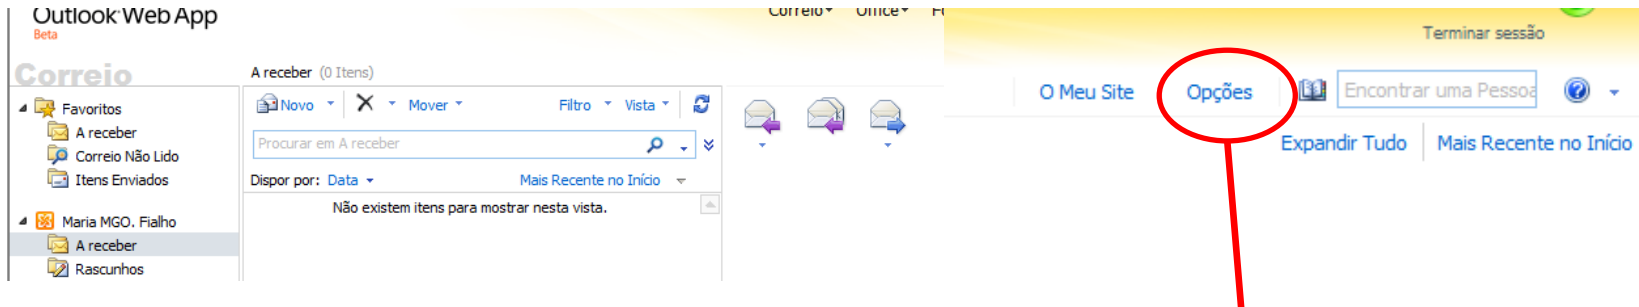 Outlook Web App
Beta
Correio Office
Terminar sessão
Correio
A receber (0 Itens)
O Meu Site Opções Encontrar uma Pessoa
Favoritos
Novo Mover Filtro Vista
A receber
Procurar em A receber
Correio Não Lido
Expandir Tudo Mais Recente no Início
Itens Enviados
Dispor por: Data Mais Recente no Início
Não existem itens para mostrar nesta vista.
Maria MGO. Fialho
A receber
Rascunhos